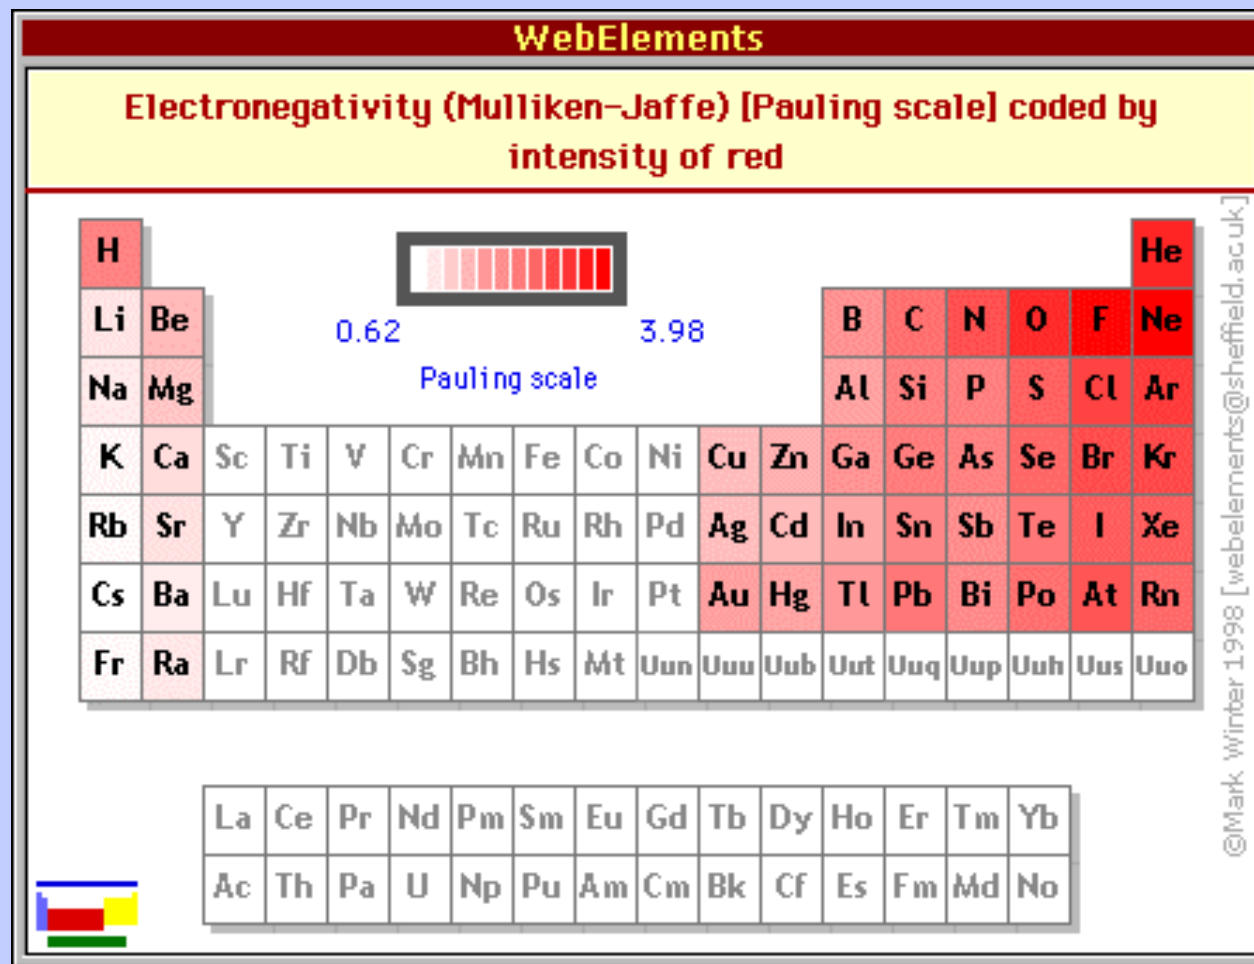 WebElements
Electronegativity (Mulliken-Jaffe) [Pauling scale] coded by
intensity of red
H He
Li Be B C N O F Ne
0.62 3.98
Pauling scale
Na Mg Al Si P S Cl Ar
K Ca Sc Ti V Cr Mn Fe Co Ni Cu Zn Ga Ge As Se Br Kr
Rb Sr Y Zr Nb Mo Tc Ru Rh Pd Ag Cd In Sn Sb Te I Xe
Cs Ba Lu Hf Ta W Re Os Ir Pt Au Hg Tl Pb Bi Po At Rn
Fr Ra Lr Rf Db Sg Bh Hs Mt Uun Uuu Uub Uut Uuq Uup Uuh Uus Uuo
La Ce Pr Nd Pm Sm Eu Gd Tb Dy Ho Er Tm Yb
Ac Th Pa U Np Pu Am Cm Bk Cf Es Fm Md No
©Mark Winter 1998 [webelements@sheffield.ac.uk]